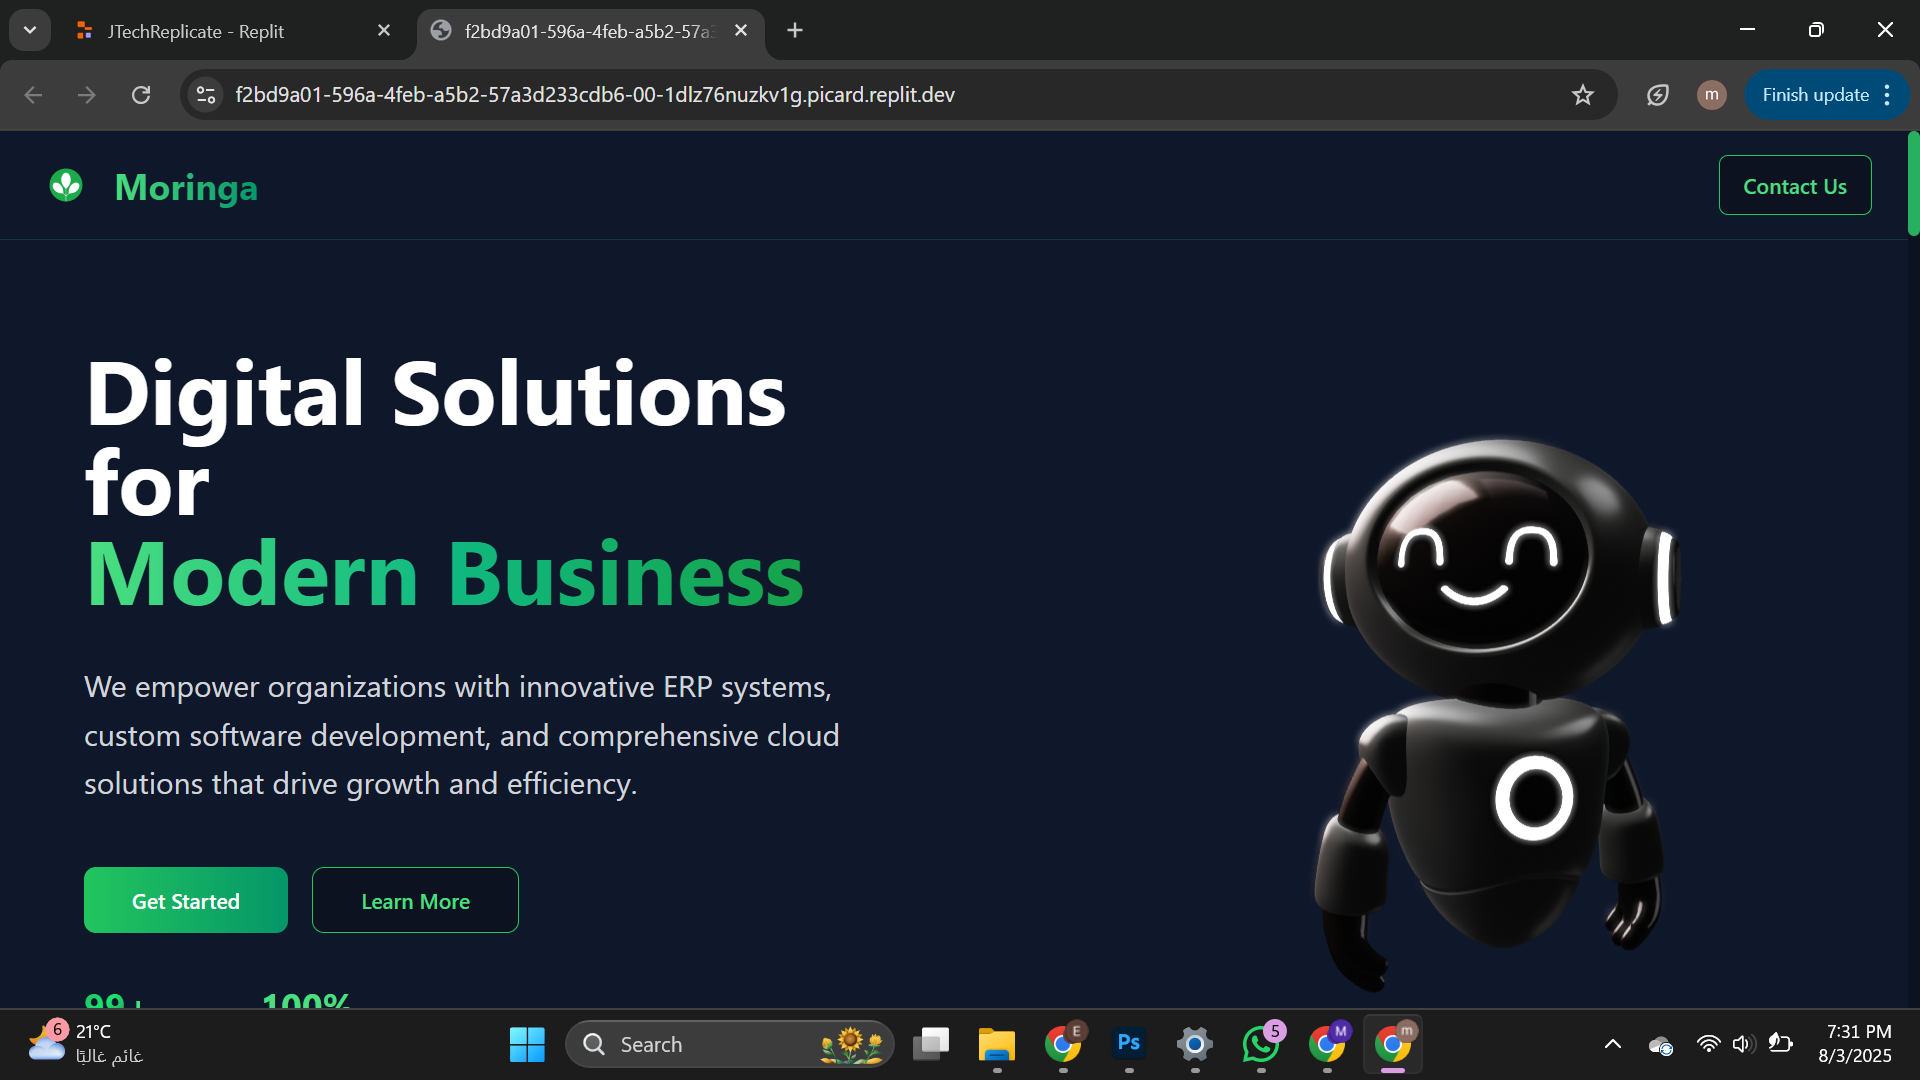 JTechReplicate - Replit
f2bd9a01-596a-4feb-a5b2-57a
f2bd9a01-596a-4feb-a5b2-57a3d233cdb6-00-1dlz76nuzkv1g.picard.replit.dev
m
Finish update
Moringa
Contact Us
Digital Solutions
for
Modern Business
We empower organizations with innovative ERP systems,
custom software development, and comprehensive cloud
solutions that drive growth and efficiency.
Get Started
Learn More
99+
100%
6
21°C
غائم غالبًا
Search
E
Ps
5
M
m
7:31 PM
8/3/2025